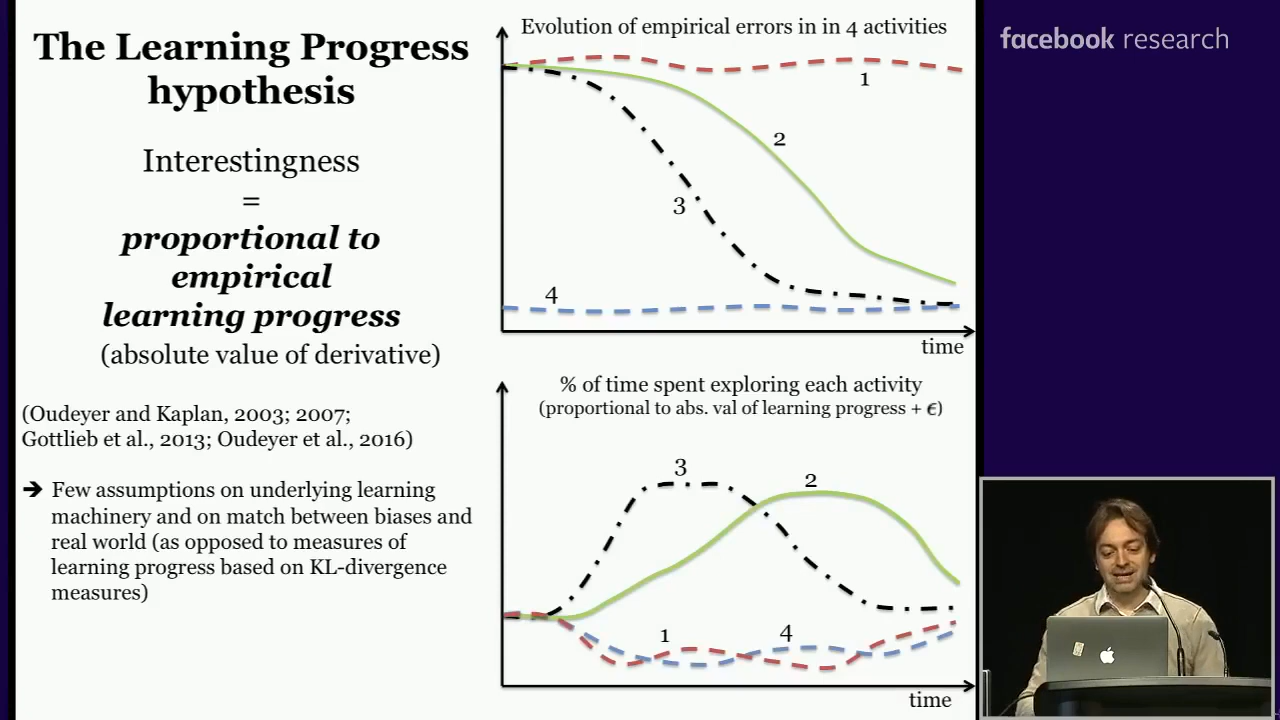 The Learning Progress
hypothesis
Interestingness
=
proportional to
empirical
learning progress
(absolute value of derivative)
(Oudeyer and Kaplan, 2003; 2007;
Gottlieb et al., 2013; Oudeyer et al., 2016)
➔ Few assumptions on underlying learning
machinery and on match between biases and
real world (as opposed to measures of
learning progress based on KL-divergence
measures)
Evolution of empirical errors in in 4 activities
1
2
3
4
time
% of time spent exploring each activity
(proportional to abs. val of learning progress + ϵ)
3
2
1
4
time
facebook research